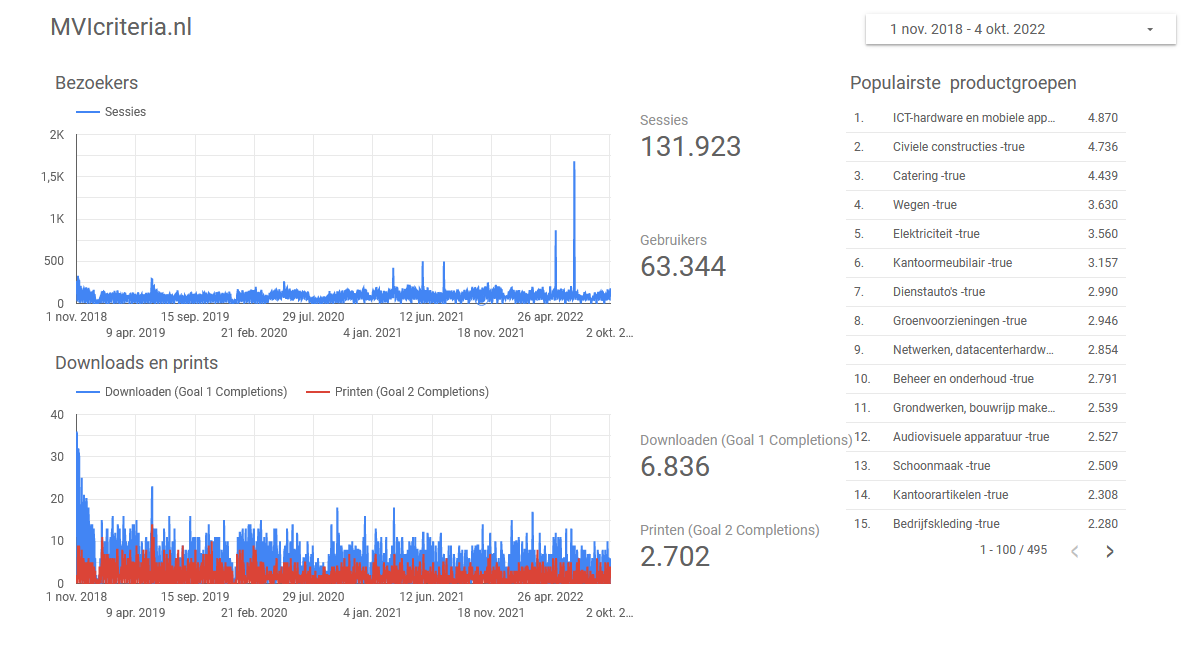 MVIcriteria.nl
1 nov. 2018 - 4 okt. 2022
Bezoekers
Sessies
2K
1,5K
1K
500
0
1 nov. 2018
15 sep. 2019
29 jul. 2020
12 jun. 2021
26 apr. 2022
9 apr. 2019
21 feb. 2020
4 jan. 2021
18 nov. 2021
2 okt. 2…
Sessies
131.923
Gebruikers
63.344
Downloads en prints
Downloaden (Goal 1 Completions)
Printen (Goal 2 Completions)
40
30
20
10
0
1 nov. 2018
15 sep. 2019
29 jul. 2020
12 jun. 2021
26 apr. 2022
9 apr. 2019
21 feb. 2020
4 jan. 2021
18 nov. 2021
2 okt. 2…
Downloaden (Goal 1 Completions)
6.836
Printen (Goal 2 Completions)
2.702
Populairste productgroepen
1. ICT-hardware en mobiele app… 4.870
2. Civiele constructies -true 4.736
3. Catering -true 4.439
4. Wegen -true 3.630
5. Elektriciteit -true 3.560
6. Kantoormeubilair -true 3.157
7. Dienstauto's -true 2.990
8. Groenvoorzieningen -true 2.946
9. Netwerken, datacenterhardw… 2.854
10. Beheer en onderhoud -true 2.791
11. Grondwerken, bouwrijp make… 2.539
12. Audiovisuele apparatuur -true 2.527
13. Schoonmaak -true 2.509
14. Kantoorartikelen -true 2.308
15. Bedrijfskleding -true 2.280
1 - 100 / 495